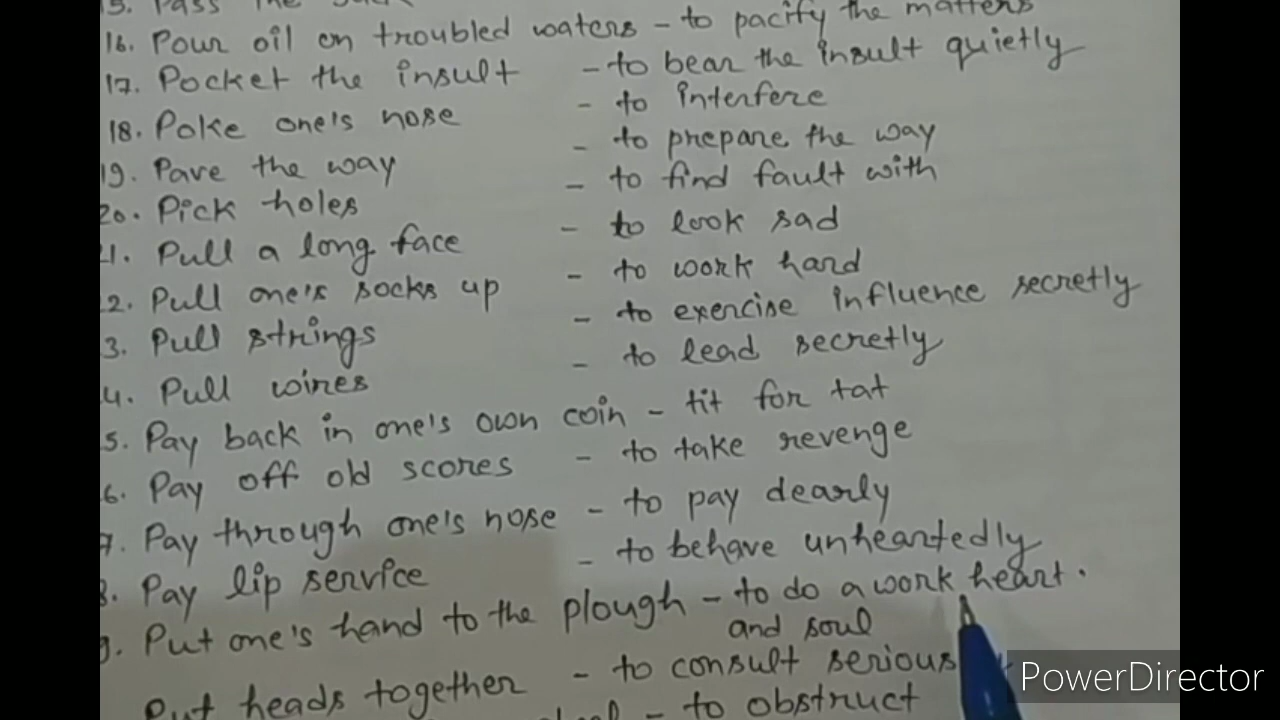 15. Pass the
16. Pour oil on troubled waters – to pacify the matters
17. Pocket the insult – to bear the insult quietly
18. Poke one's nose – to interfere
19. Pave the way – to prepare the way
20. Pick holes – to find fault with
1. Pull a long face – to look sad
2. Pull one's socks up – to work hard
3. Pull strings – to exercise influence secretly
4. Pull wires – to lead secretly
5. Pay back in one's own coin – tit for tat
6. Pay off old scores – to take revenge
7. Pay through one's nose – to pay dearly
8. Pay lip service – to behave unheartedly
9. Put one's hand to the plough – to do a work heart.
and soul
Put heads together – to consult serious
– to obstruct
PowerDirector